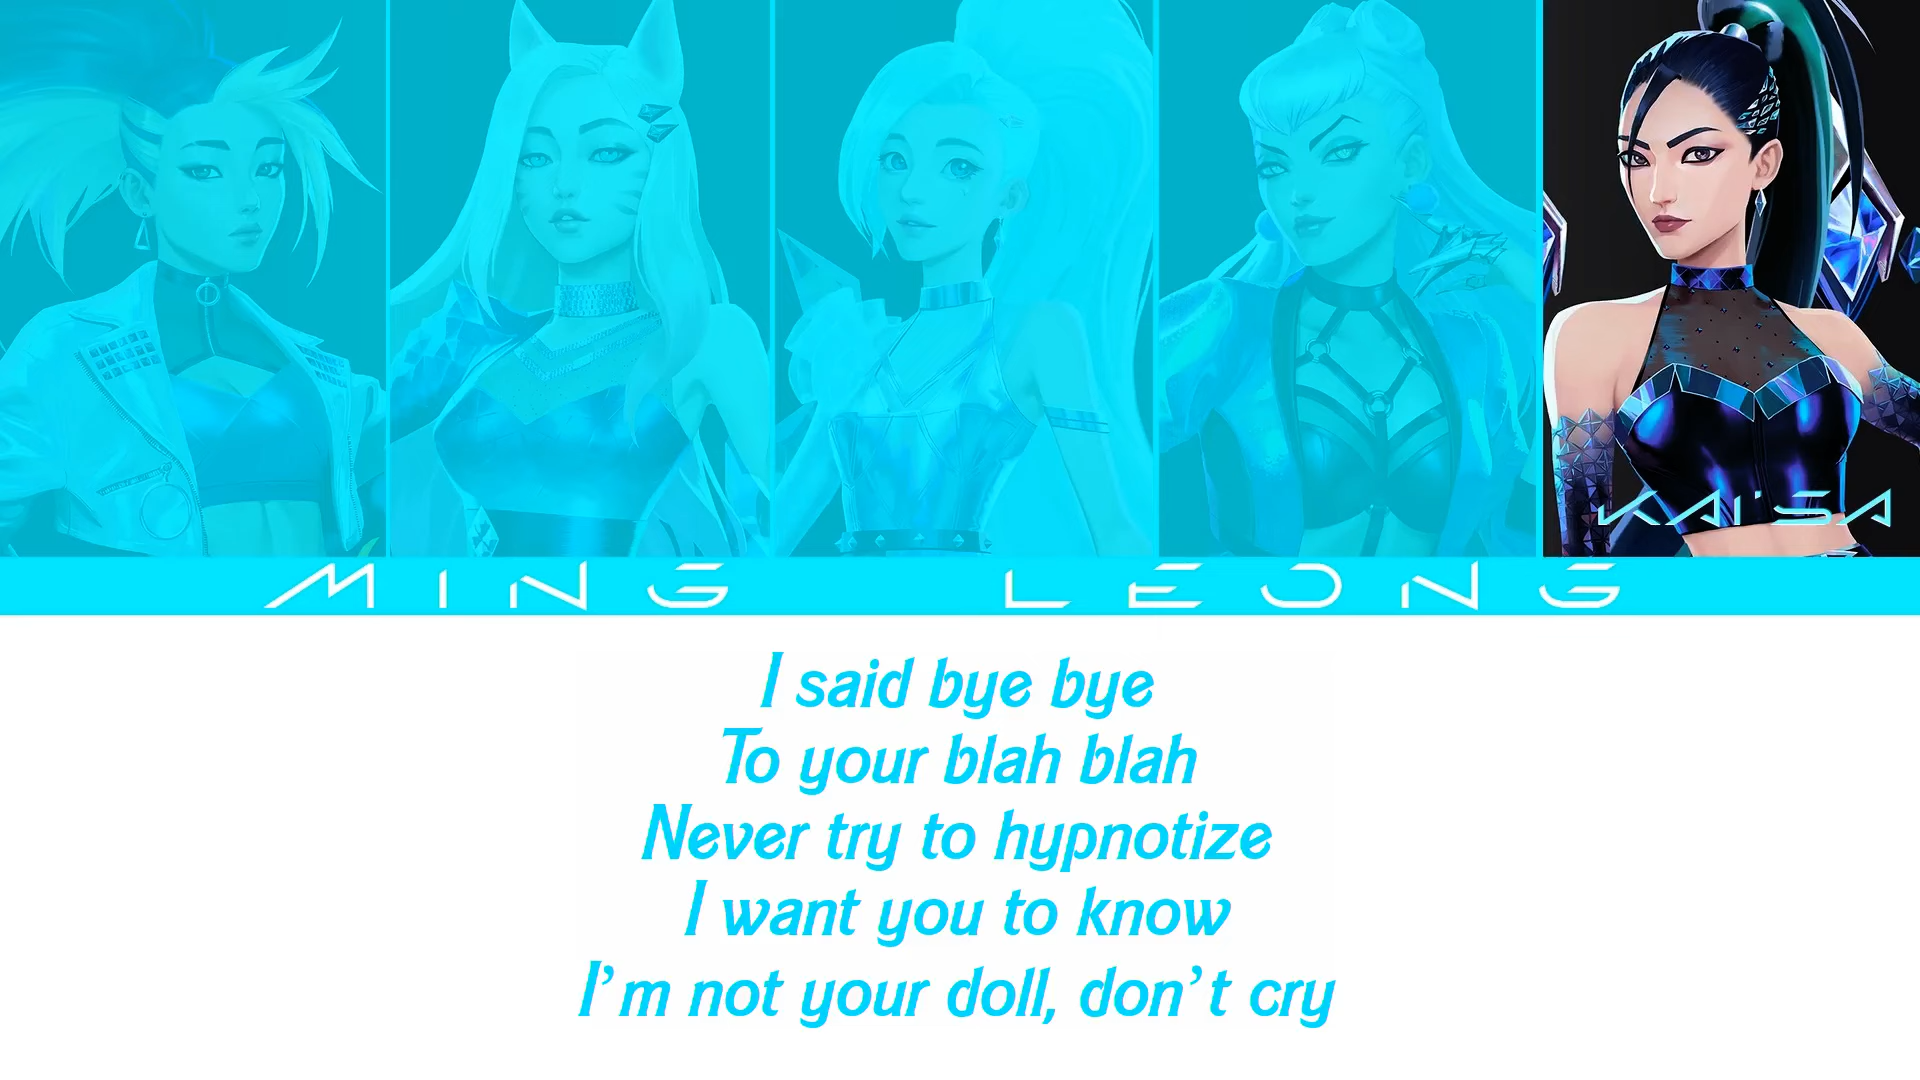 KAI'SA
MING LEONG
I said bye bye
To your blah blah
Never try to hypnotize
I want you to know
I’m not your doll, don’t cry